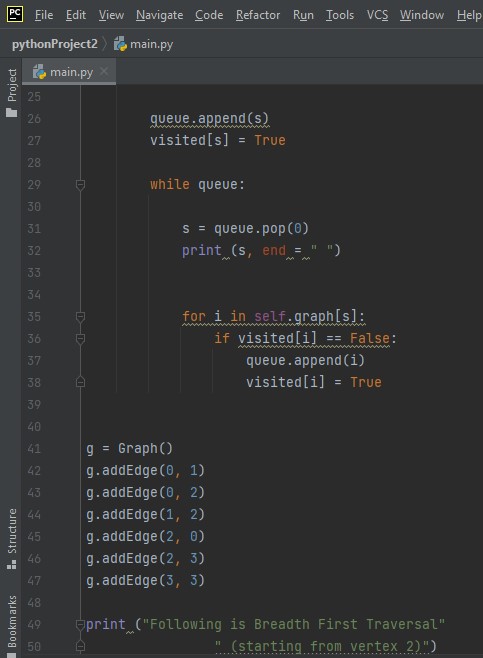 PC File Edit View Navigate Code Refactor Run Tools VCS Window Help
pythonProject2 main.py
Project
main.py
25
26 queue.append(s)
27 visited[s] = True
28
29 while queue:
30
31 s = queue.pop(0)
32 print (s, end = " ")
33
34
35 for i in self.graph[s]:
36 if visited[i] == False:
37 queue.append(i)
38 visited[i] = True
39
40
41 g = Graph()
42 g.addEdge(0, 1)
43 g.addEdge(0, 2)
44 g.addEdge(1, 2)
45 g.addEdge(2, 0)
46 g.addEdge(2, 3)
47 g.addEdge(3, 3)
48
49 print ("Following is Breadth First Traversal"
50 " (starting from vertex 2)")
Structure
Bookmarks